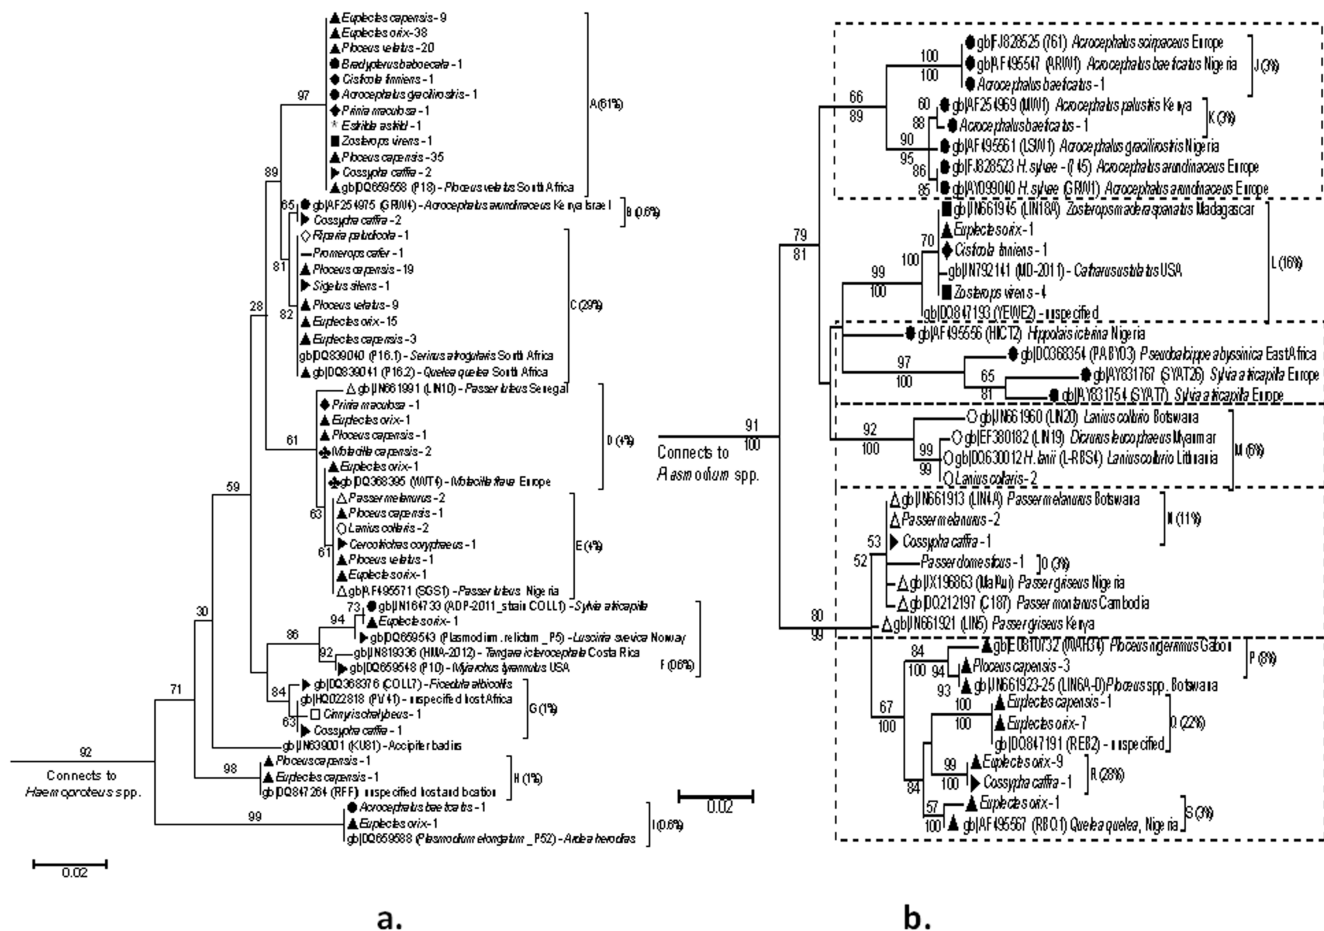 Euplectes capensis - 9
Euplectes orix - 38
Ploceus velatus - 20
Bradypterus baboecala - 1
Cisticola tinniens - 1
Acrocephalus gracilirostris - 1
Prinia maculosa - 1
Estrilda astrild - 1
Zosterops virens - 1
Ploceus capensis - 35
Cossypha caffra - 2
gb|DQ659558 (P18) - Ploceus velatus South Africa
A (61%)
97
89
65
gb|AF254975 (GRW4) - Acrocephalus arundinaceus Kenya Israel
Cossypha caffra - 2
B (0.6%)
Riparia paludicola - 1
Promerops cafer - 1
Ploceus capensis - 19
Sigelus silens - 1
Ploceus velatus - 9
Euplectes orix - 15
Euplectes capensis - 3
gb|DQ839040 (P16.1) - Serinus atrogularis South Africa
gb|DQ839041 (P16.2) - Quelea quelea South Africa
C (29%)
81
82
28
gb|JN661991 (LIN10) - Passer luteus Senegal
Prinia maculosa - 1
Euplectes orix - 1
Ploceus capensis - 1
Motacilla capensis - 2
Euplectes orix - 1
gb|DQ368395 (YWT4) - Motacilla flava Europe
D (4%)
61
63
Passer melanurus - 2
Ploceus capensis - 1
Lanius collaris - 2
Cercotrichas coryphaeus - 1
Ploceus velatus - 1
Euplectes orix - 1
gb|AF495571 (SGS1) - Passer luteus Nigeria
E (4%)
61
59
73
gb|JN164733 (ADP-2011_strain COLL1) - Sylvia atricapilla
Euplectes orix - 1
gb|DQ659543 (Plasmodium. relictum _ P5) - Luscinia svecica Norway
gb|JN819336 (HMA-2012) - Tangara icterocephala Costa Rica
gb|DQ659548 (P10) - Myiarchus tyrannulus USA
F (0.6%)
94
86
92
30
gb|DQ368376 (COLL7) - Ficedula albicollis
gb|HQ022818 (PV41) - unspecified host Africa
Cinnyris chalybeus - 1
Cossypha caffra - 1
G (1%)
84
63
71
gb|JN639001 (KU81) - Accipiter badius
Ploceus capensis - 1
Euplectes capensis - 1
gb|DQ847264 (RFF) unspecified host and location
H (1%)
98
92
Connects to
Haemoproteus spp.
Acrocephalus baeticatus - 1
Euplectes orix - 1
gb|DQ659588 (Plasmodium elongatum _ P52) - Ardea herodias
I (0.6%)
99
0.02
a.
gb|FJ828525 (761) Acrocephalus scirpaceus Europe
gb|AF495547 (ARW1) Acrocephalus baeticatus Nigeria
Acrocephalus baeticatus - 1
J (3%)
100
100
gb|AF254969 (MW1) Acrocephalus palustris Kenya
Acrocephalus baeticatus - 1
K (3%)
60
88
66
89
gb|AF495561 (LSW1) Acrocephalus gracilirostris Nigeria
gb|FJ828523 H. sylvae - (145) Acrocephalus arundinaceus Europe
gb|AY099040 H. sylvae (GRW1) Acrocephalus arundinaceus Europe
90
95
86
85
gb|JN661945 (LIN18A) Zosterops maderaspanatus Madagascar
Euplectes orix - 1
Cisticola tinniens - 1
gb|JN792141 (MD-2011) - Catharus ustulatus USA
Zosterops virens - 4
gb|DQ847193 (YEWE2) - unspecified
L (16%)
70
100
99
100
79
81
gb|AF495556 (HIICT2) Hippolais icterina Nigeria
gb|DQ368354 (PABY03) Pseudoalcippe abyssinica East Africa
gb|AY831767 (SYAT26) Sylvia atricapilla Europe
gb|AY831754 (SYAT7) Sylvia atricapilla Europe
97
100
65
81
gb|JN661960 (LIN20) Lanius collurio Botswana
gb|EF380182 (LIN19) Dicrurus leucophaeus Myanmar
gb|DQ630012 H. lanii (L-RBS4) Lanius collurio Lithuania
Lanius collaris - 2
M (6%)
92
100
99
99
91
100
Connects to
Plasmodium spp.
gb|JN661913 (LIN4A) Passer melanurus Botswana
Passer melanurus - 2
Cossypha caffra - 1
N (11%)
Passer domesticus - 1
O (3%)
gb|JX196863 (MalAvi) Passer griseus Nigeria
gb|DQ212197 (C187) Passer montanus Cambodia
gb|JN661921 (LIN5) Passer griseus Kenya
53
52
80
99
gb|EU810732 (WAH34) Ploceus nigerrimus Gabon
Ploceus capensis - 3
gb|JN661923-25 (LIN6A-D) Ploceus spp. Botswana
P (8%)
84
100
94
93
67
Euplectes capensis - 1
Euplectes orix - 7
gb|DQ847191 (REB2) - unspecified
Q (22%)
100
100
Euplectes orix - 9
Cossypha caffra - 1
R (28%)
99
100
84
Euplectes orix - 1
gb|AF495567 (RBQ1) Quelea quelea, Nigeria
S (3%)
57
100
0.02
b.